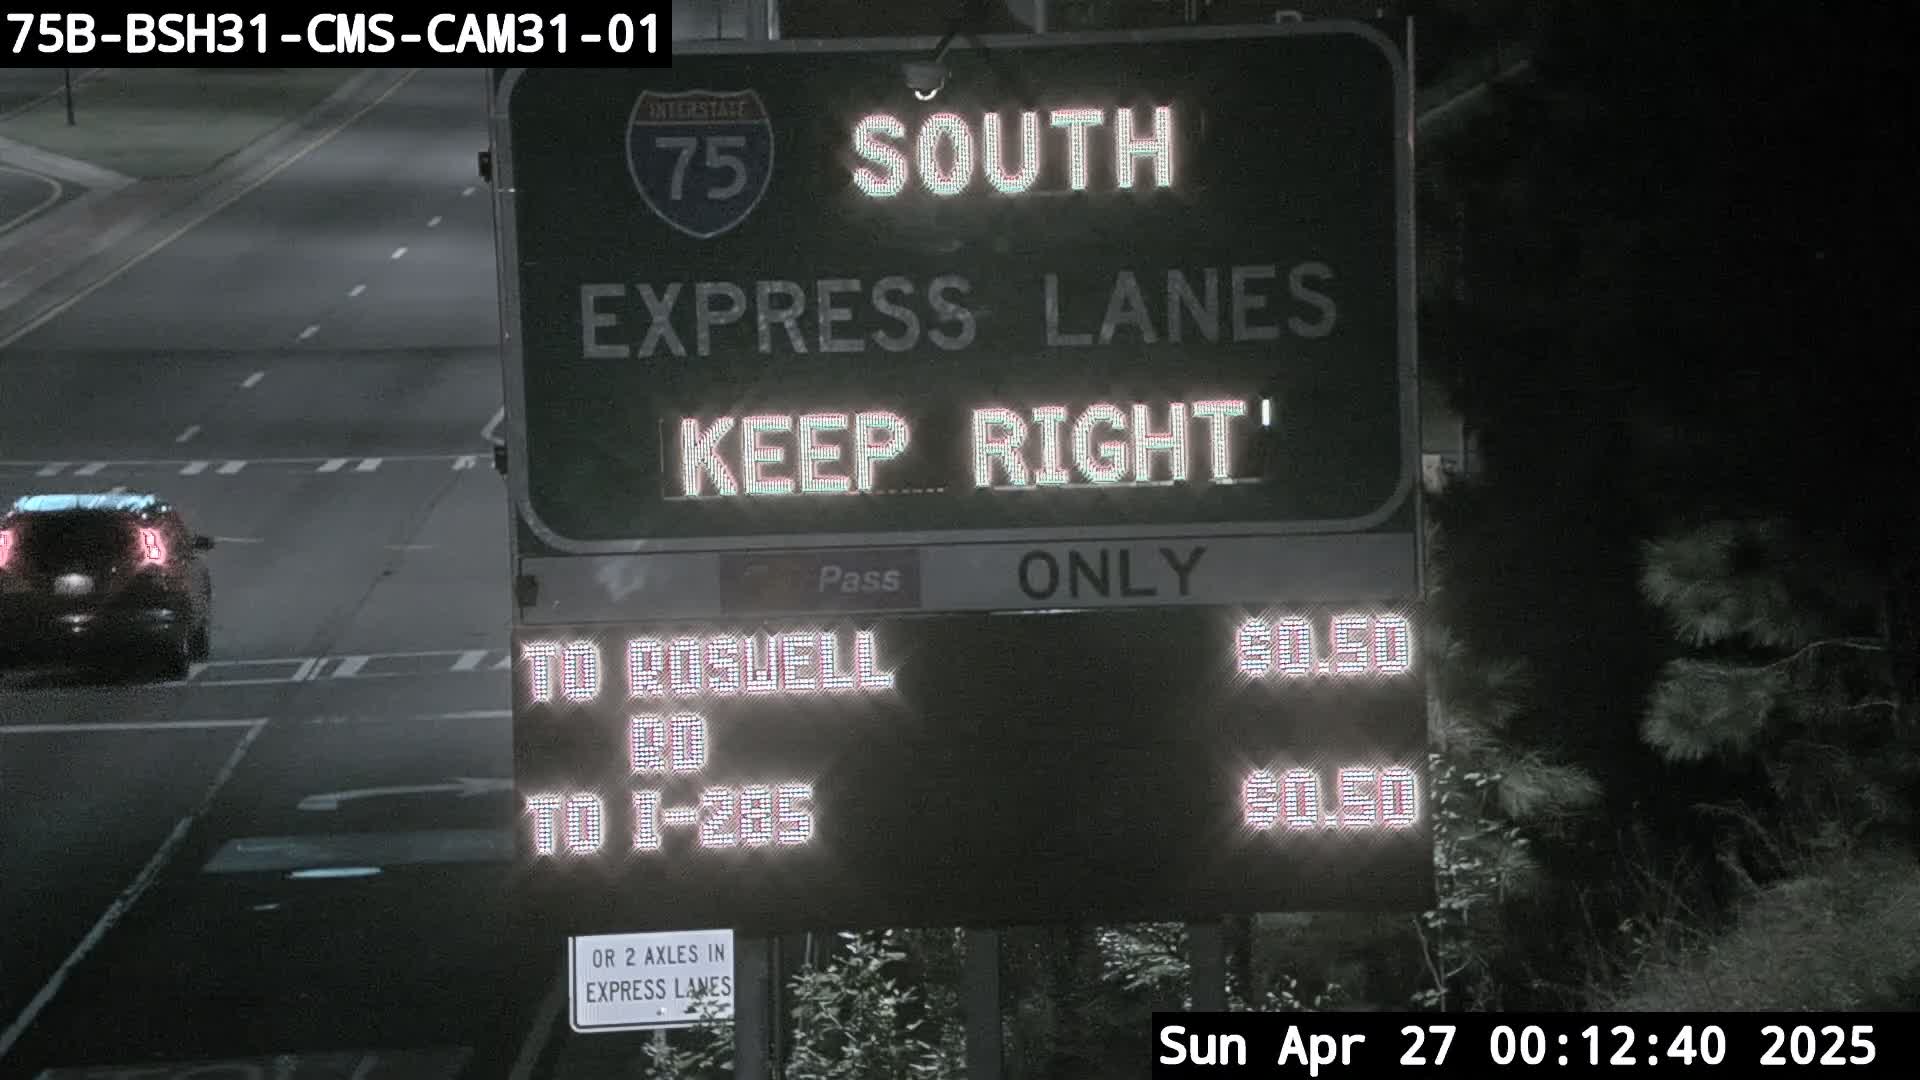 75B-BSH31-CMS-CAM31-01
INTERSTATE
75
SOUTH
EXPRESS LANES
KEEP RIGHT'
Pass ONLY
TO ROSWELL $0.50
RD
TO I-285 $0.50
OR 2 AXLES IN
EXPRESS LANES
Sun Apr 27 00:12:40 2025